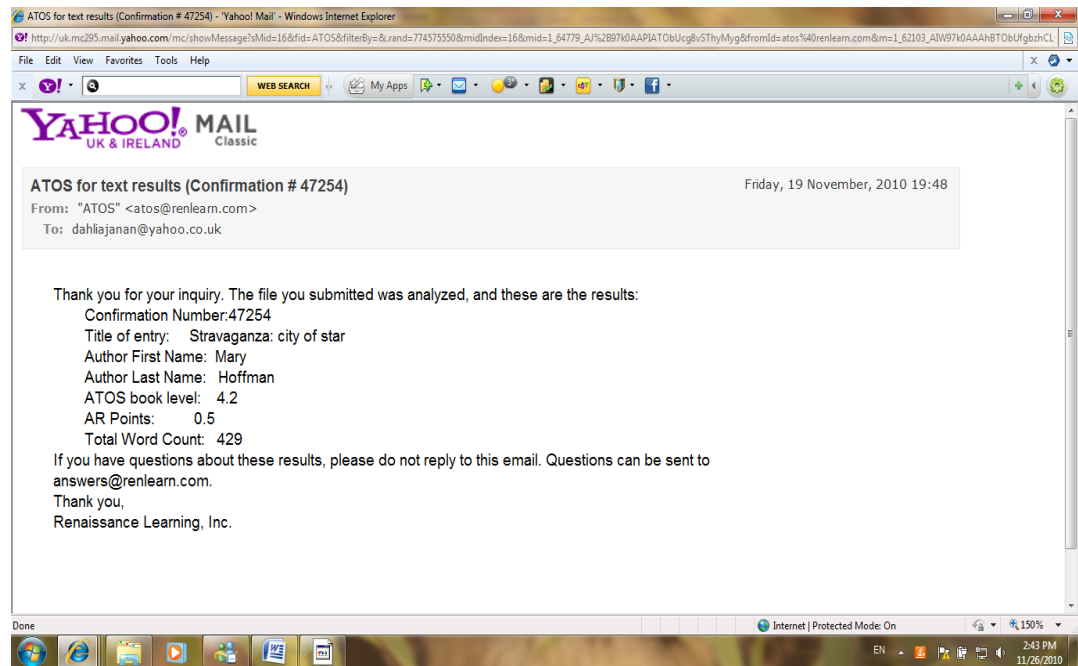 ATOS for text results (Confirmation # 47254) - 'Yahoo! Mail' - Windows Internet Explorer
File Edit View Favorites Tools Help
x Y! WEB SEARCH My Apps
YAHOO! MAIL
UK & IRELAND Classic
ATOS for text results (Confirmation # 47254) Friday, 19 November, 2010 19:48
From: "ATOS" <atos@renlearn.com>
To: dahliajanan@yahoo.co.uk
Thank you for your inquiry. The file you submitted was analyzed, and these are the results:
Confirmation Number:47254
Title of entry: Stravaganza: city of star
Author First Name: Mary
Author Last Name: Hoffman
ATOS book level: 4.2
AR Points: 0.5
Total Word Count: 429
If you have questions about these results, please do not reply to this email. Questions can be sent to
answers@renlearn.com.
Thank you,
Renaissance Learning, Inc.
Done Internet | Protected Mode: On 150%
EN 2:43 PM
11/26/2010